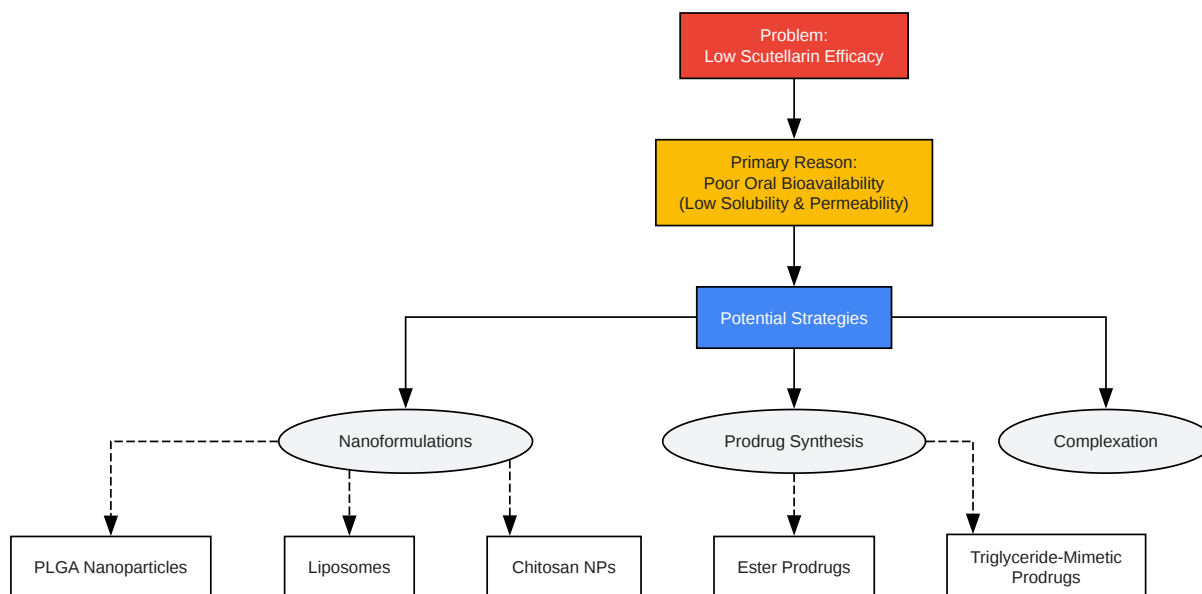 Problem:
Low Scutellarin Efficacy
Primary Reason:
Poor Oral Bioavailability
(Low Solubility & Permeability)
Potential Strategies
Nanoformulations
Prodrug Synthesis
Complexation
PLGA Nanoparticles
Liposomes
Chitosan NPs
Ester Prodrugs
Triglyceride-Mimetic
Prodrugs